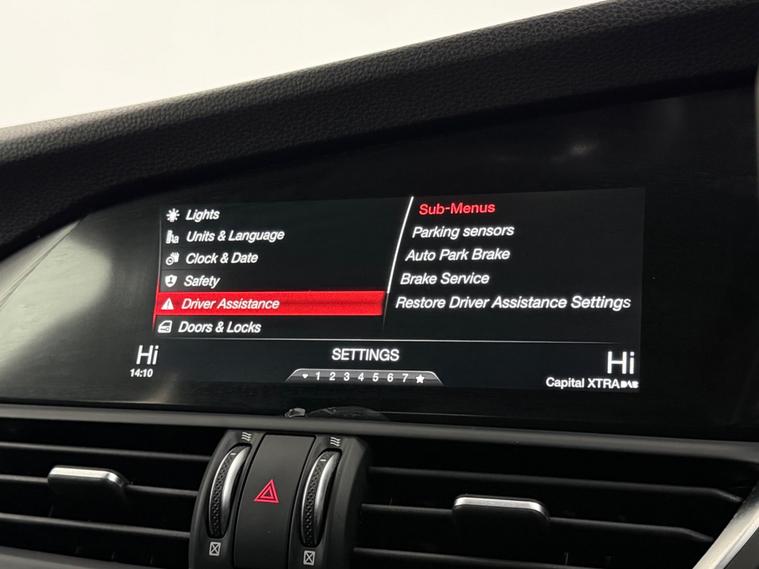 Lights
Units & Language
Clock & Date
Safety
Driver Assistance
Doors & Locks
Sub-Menus
Parking sensors
Auto Park Brake
Brake Service
Restore Driver Assistance Settings
Hi
14:10
SETTINGS
1 2 3 4 5 6 7
Hi
Capital XTRA DAB